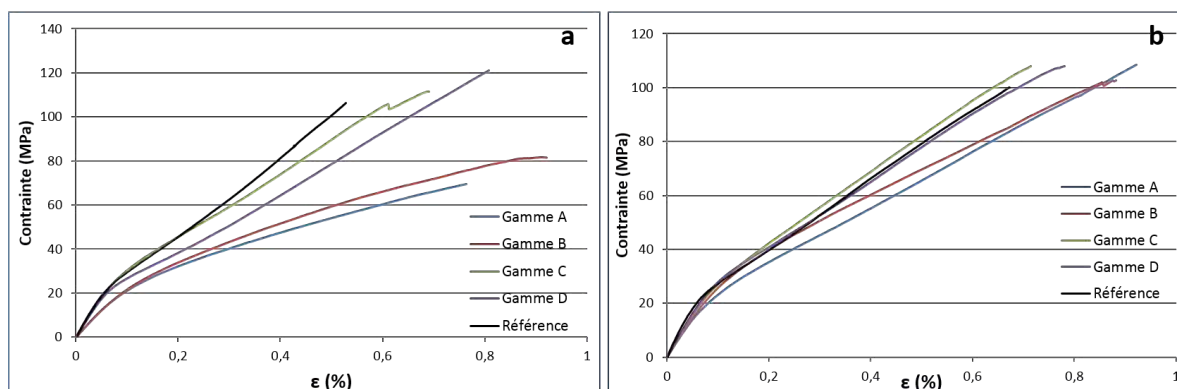 a
140
120
100
80
60
40
20
0
Contrainte (MPa)
0 0,2 0,4 0,6 0,8 1
ε (%)
Gamme A
Gamme B
Gamme C
Gamme D
Référence
b
120
100
80
60
40
20
0
Contrainte (MPa)
0 0,2 0,4 0,6 0,8 1
ε (%)
Gamme A
Gamme B
Gamme C
Gamme D
Référence